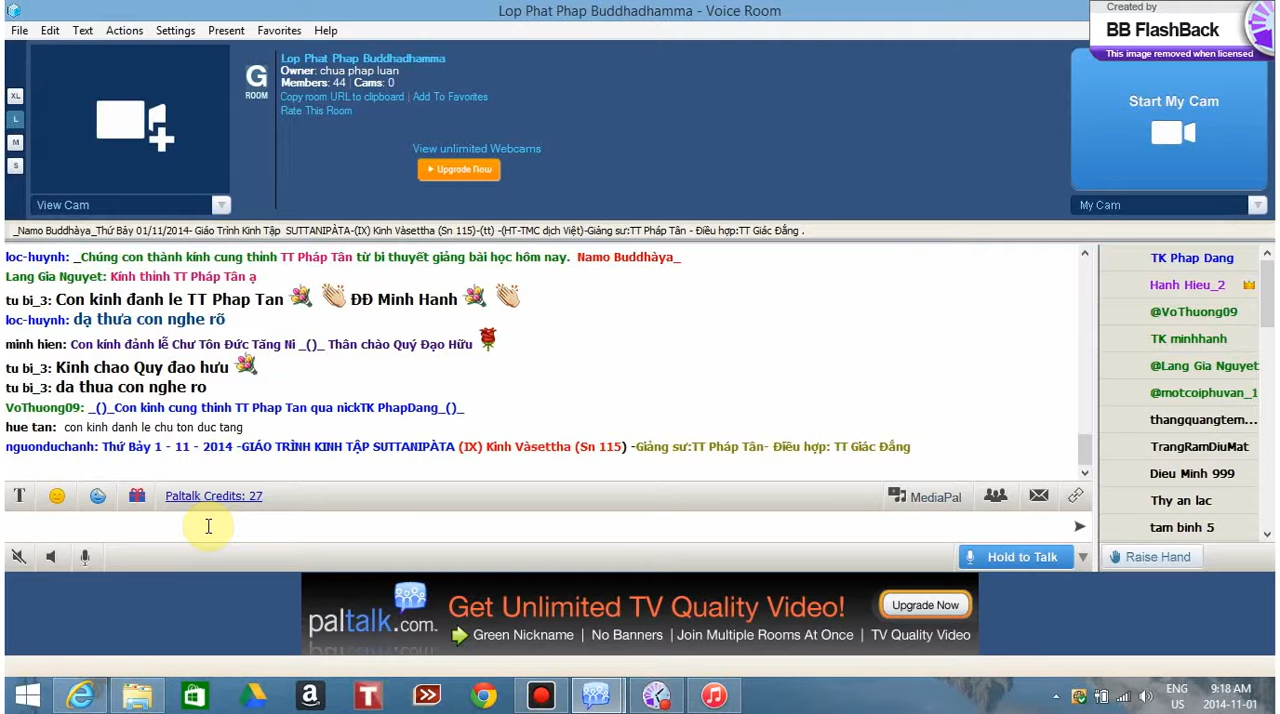 Lop Phat Phap Buddhadhamma - Voice Room
Created by
BB FlashBack
This image removed when licensed
File Edit Text Actions Settings Present Favorites Help
XL
L
M
S
G
ROOM
Lop Phat Phap Buddhadhamma
Owner: chua phap luan
Members: 44 | Cams: 0
Copy room URL to clipboard | Add To Favorites
Rate This Room
View unlimited Webcams
Upgrade Now
Start My Cam
View Cam
My Cam
_Namo Buddhàya_Thứ Bảy 01/11/2014- Giáo Trình Kinh Tập SUTTANIPÀTA-(IX) Kinh Vàsettha (Sn 115)-(tt) -(HT-TMC dịch Việt)-Giảng sư:TT Pháp Tân - Điều hợp:TT Giác Đẳng .
loc-huynh: _Chúng con thành kính cung thỉnh TT Pháp Tân từ bi thuyết giảng bài học hôm nay. Namo Buddhàya_
Lang Gia Nguyet: Kính thỉnh TT Pháp Tân ạ
tu bi_3: Con kinh đanh le TT Phap Tan ĐĐ Minh Hanh
loc-huynh: dạ thưa con nghe rõ
minh hien: Con kính đảnh lễ Chư Tôn Đức Tăng Ni _()_ Thân chào Quý Đạo Hữu
tu bi_3: Kinh chao Quy đao hưu
tu bi_3: da thua con nghe ro
VoThuong09: _()_Con kinh cung thinh TT Phap Tan qua nickTK PhapDang_()_
hue tan: con kinh danh le chu ton duc tang
nguonduchanh: Thứ Bảy 1 - 11 - 2014 -GIÁO TRÌNH KINH TẬP SUTTANIPÀTA (IX) Kinh Vàsettha (Sn 115) -Giảng sư:TT Pháp Tân- Điều hợp: TT Giác Đẳng
TK Phap Dang
Hanh Hieu_2
@VoThuong09
TK minhhanh
@Lang Gia Nguyet
@motcoiphuvan_1
thangquangtem...
TrangRamDiuMat
Dieu Minh 999
Thy an lac
tam binh 5
T
Paltalk Credits: 27
MediaPal
Hold to Talk
Raise Hand
paltalk.com
Get Unlimited TV Quality Video!
Green Nickname | No Banners | Join Multiple Rooms At Once | TV Quality Video
Upgrade Now
ENG
US
9:18 AM
2014-11-01